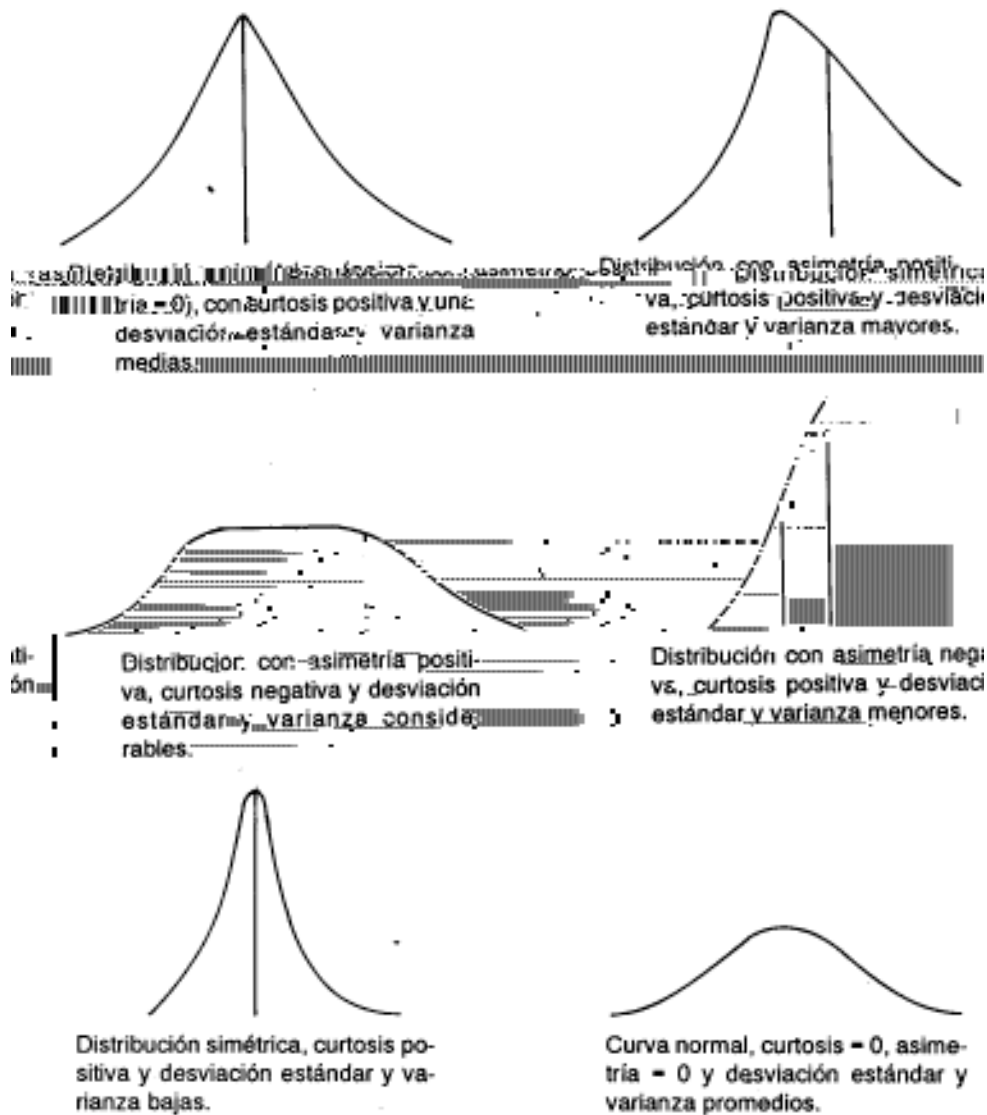 tría = 0), con curtosis positiva y una
desviación estándar y varianza
medias.
Distribución con asimetría positi-
va, curtosis positiva y desviació
estándar y varianza mayores.
Distribución con asimetría positi-
va, curtosis negativa y desviación
estándar y varianza conside
rables.
Distribución con asimetría nega
va, curtosis positiva y desviaci
estándar y varianza menores.
Distribución simétrica, curtosis po-
sitiva y desviación estándar y va-
rianza bajas.
Curva normal, curtosis = 0, asime-
tría = 0 y desviación estándar y
varianza promedios.